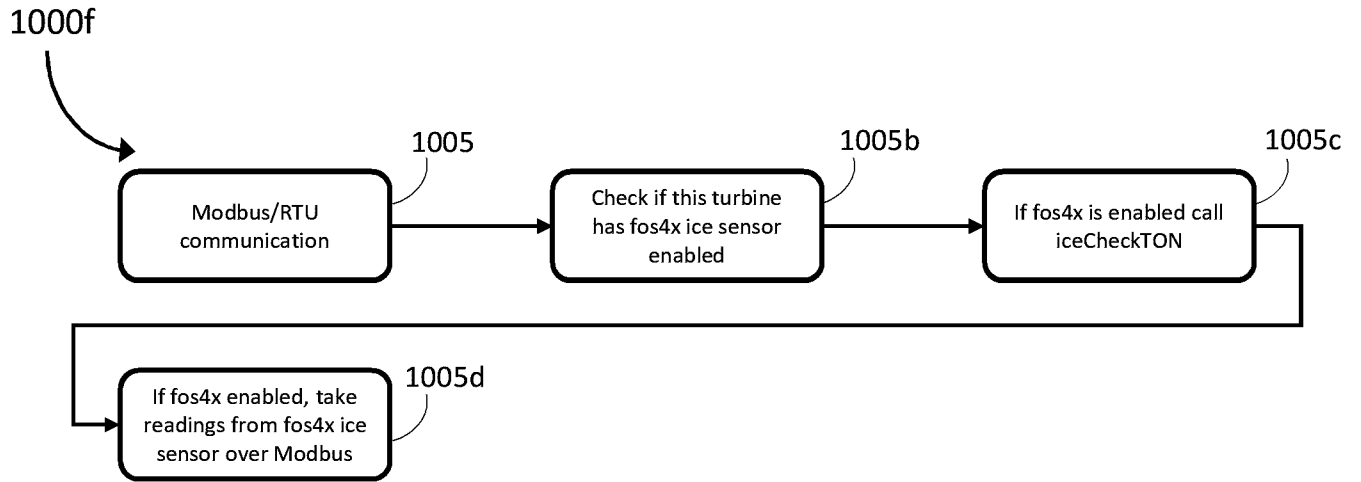 1000f
1005
Modbus/RTU
communication
1005b
Check if this turbine
has fos4x ice sensor
enabled
1005c
If fos4x is enabled call
iceCheckTON
1005d
If fos4x enabled, take
readings from fos4x ice
sensor over Modbus